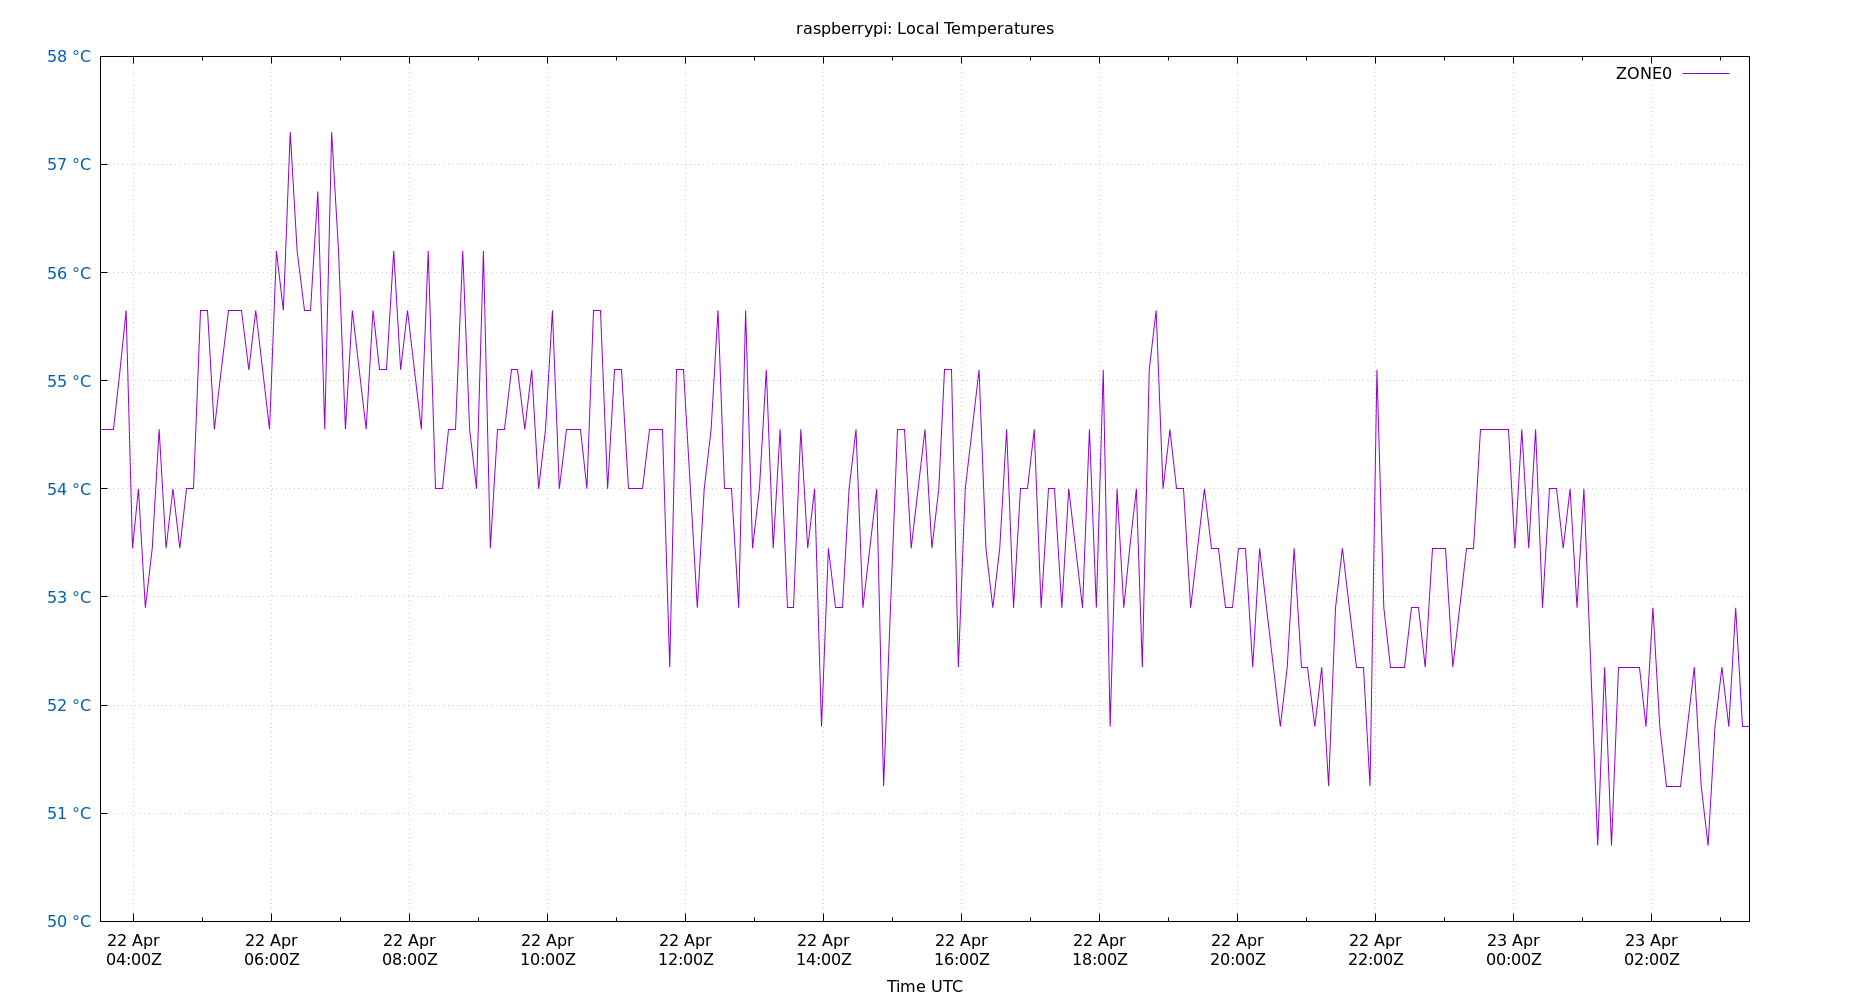 raspberrypi: Local Temperatures
58 °C
ZONE0
57 °C
56 °C
55 °C
54 °C
53 °C
52 °C
51 °C
50 °C
22 Apr 22 Apr 22 Apr 22 Apr 22 Apr 22 Apr 22 Apr 22 Apr 22 Apr 22 Apr 23 Apr 23 Apr
04:00Z 06:00Z 08:00Z 10:00Z 12:00Z 14:00Z 16:00Z 18:00Z 20:00Z 22:00Z 00:00Z 02:00Z
Time UTC